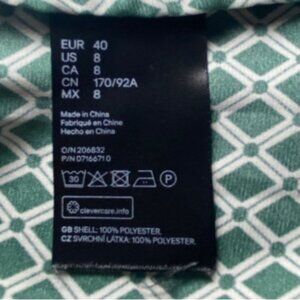 EUR 40
US 8
CA 8
CN 170/92A
MX 8
Made in China
Fabriqué en Chine
Hecho en China
O/N 206832
P/N 07166710
30 P
clevercare.info
GB SHELL: 100% POLYESTER.
CZ SVRCHNÍ LÁTKA: 100% POLYESTER.